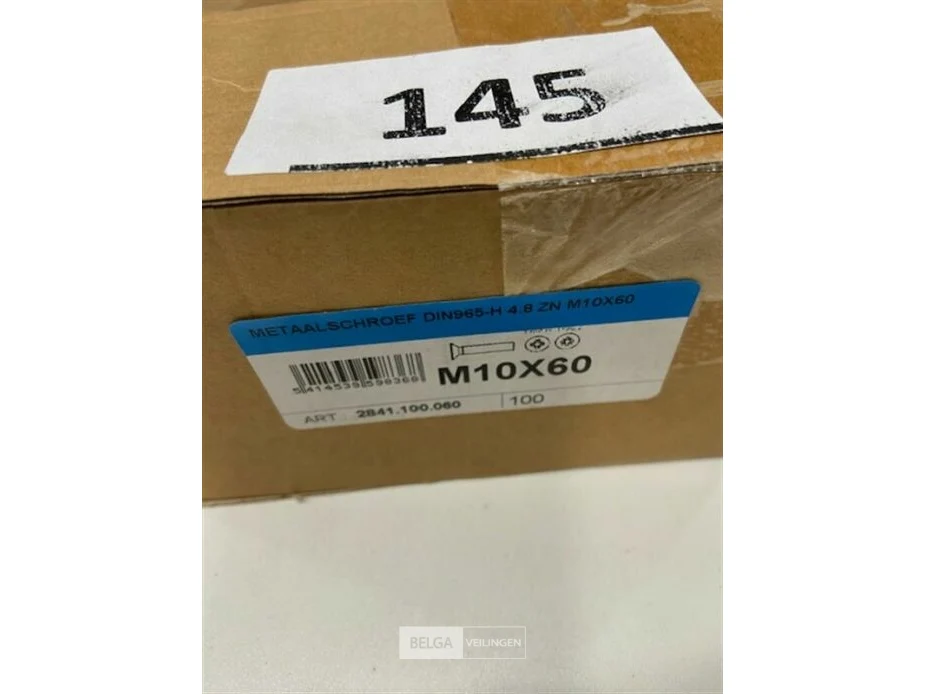 145
METAALSCHROEF DIN965-H 4.8 ZN M10X60
M10X60
ART. 2841.100.060 100
BELGA VEILINGEN